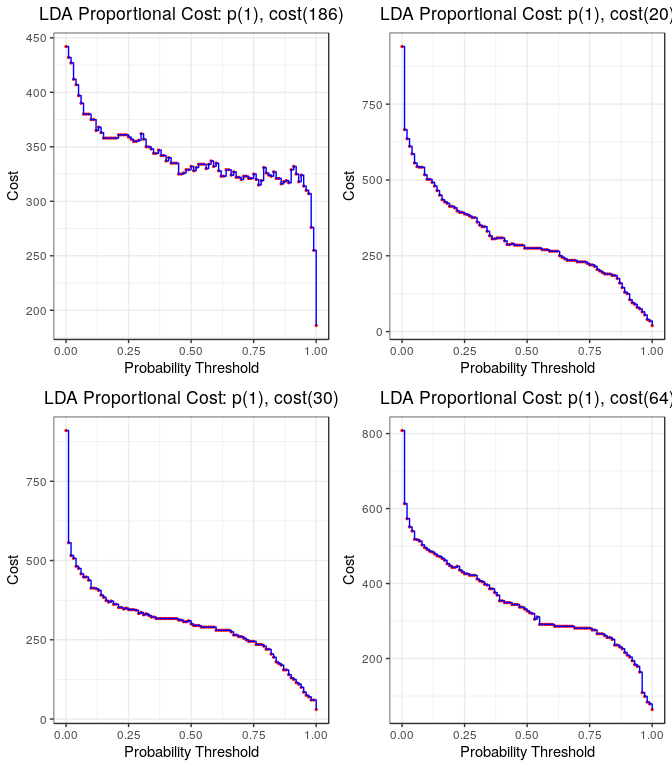 LDA Proportional Cost: p(1), cost(186)
Cost
450
400
350
300
250
200
0.00 0.25 0.50 0.75 1.00
Probability Threshold
LDA Proportional Cost: p(1), cost(20)
Cost
750
500
250
0
0.00 0.25 0.50 0.75 1.00
Probability Threshold
LDA Proportional Cost: p(1), cost(30)
Cost
750
500
250
0
0.00 0.25 0.50 0.75 1.00
Probability Threshold
LDA Proportional Cost: p(1), cost(64)
Cost
800
600
400
200
0.00 0.25 0.50 0.75 1.00
Probability Threshold